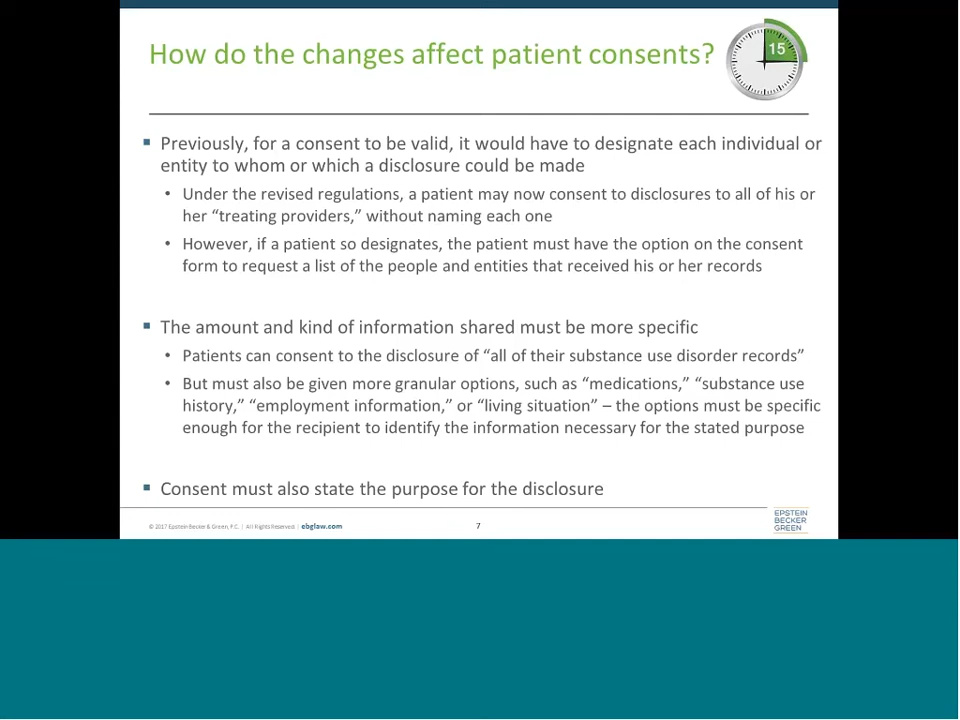 How do the changes affect patient consents?
15
▪ Previously, for a consent to be valid, it would have to designate each individual or
entity to whom or which a disclosure could be made
• Under the revised regulations, a patient may now consent to disclosures to all of his or
her “treating providers,” without naming each one
• However, if a patient so designates, the patient must have the option on the consent
form to request a list of the people and entities that received his or her records
▪ The amount and kind of information shared must be more specific
• Patients can consent to the disclosure of “all of their substance use disorder records”
• But must also be given more granular options, such as “medications,” “substance use
history,” “employment information,” or “living situation” – the options must be specific
enough for the recipient to identify the information necessary for the stated purpose
▪ Consent must also state the purpose for the disclosure
© 2017 Epstein Becker & Green, P.C. | All Rights Reserved. | ebglaw.com
7
EPSTEIN
BECKER
GREEN